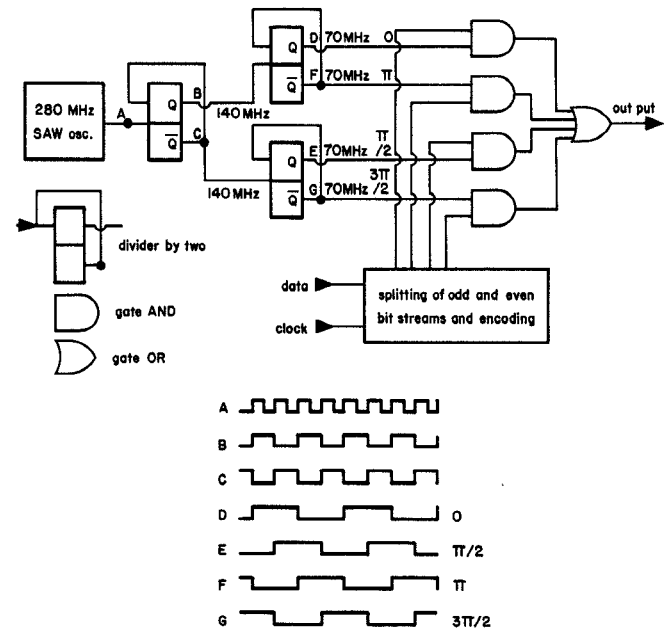 280 MHz
SAW osc.
A
Q
Q̅
B
C
140 MHz
140 MHz
Q
Q̅
D 70MHz 0
F 70MHz π
Q
Q̅
E 70MHz π/2
G 70MHz 3π/2
out put
divider by two
gate AND
gate OR
data
clock
splitting of odd and even
bit streams and encoding
A
B
C
D 0
E π/2
F π
G 3π/2